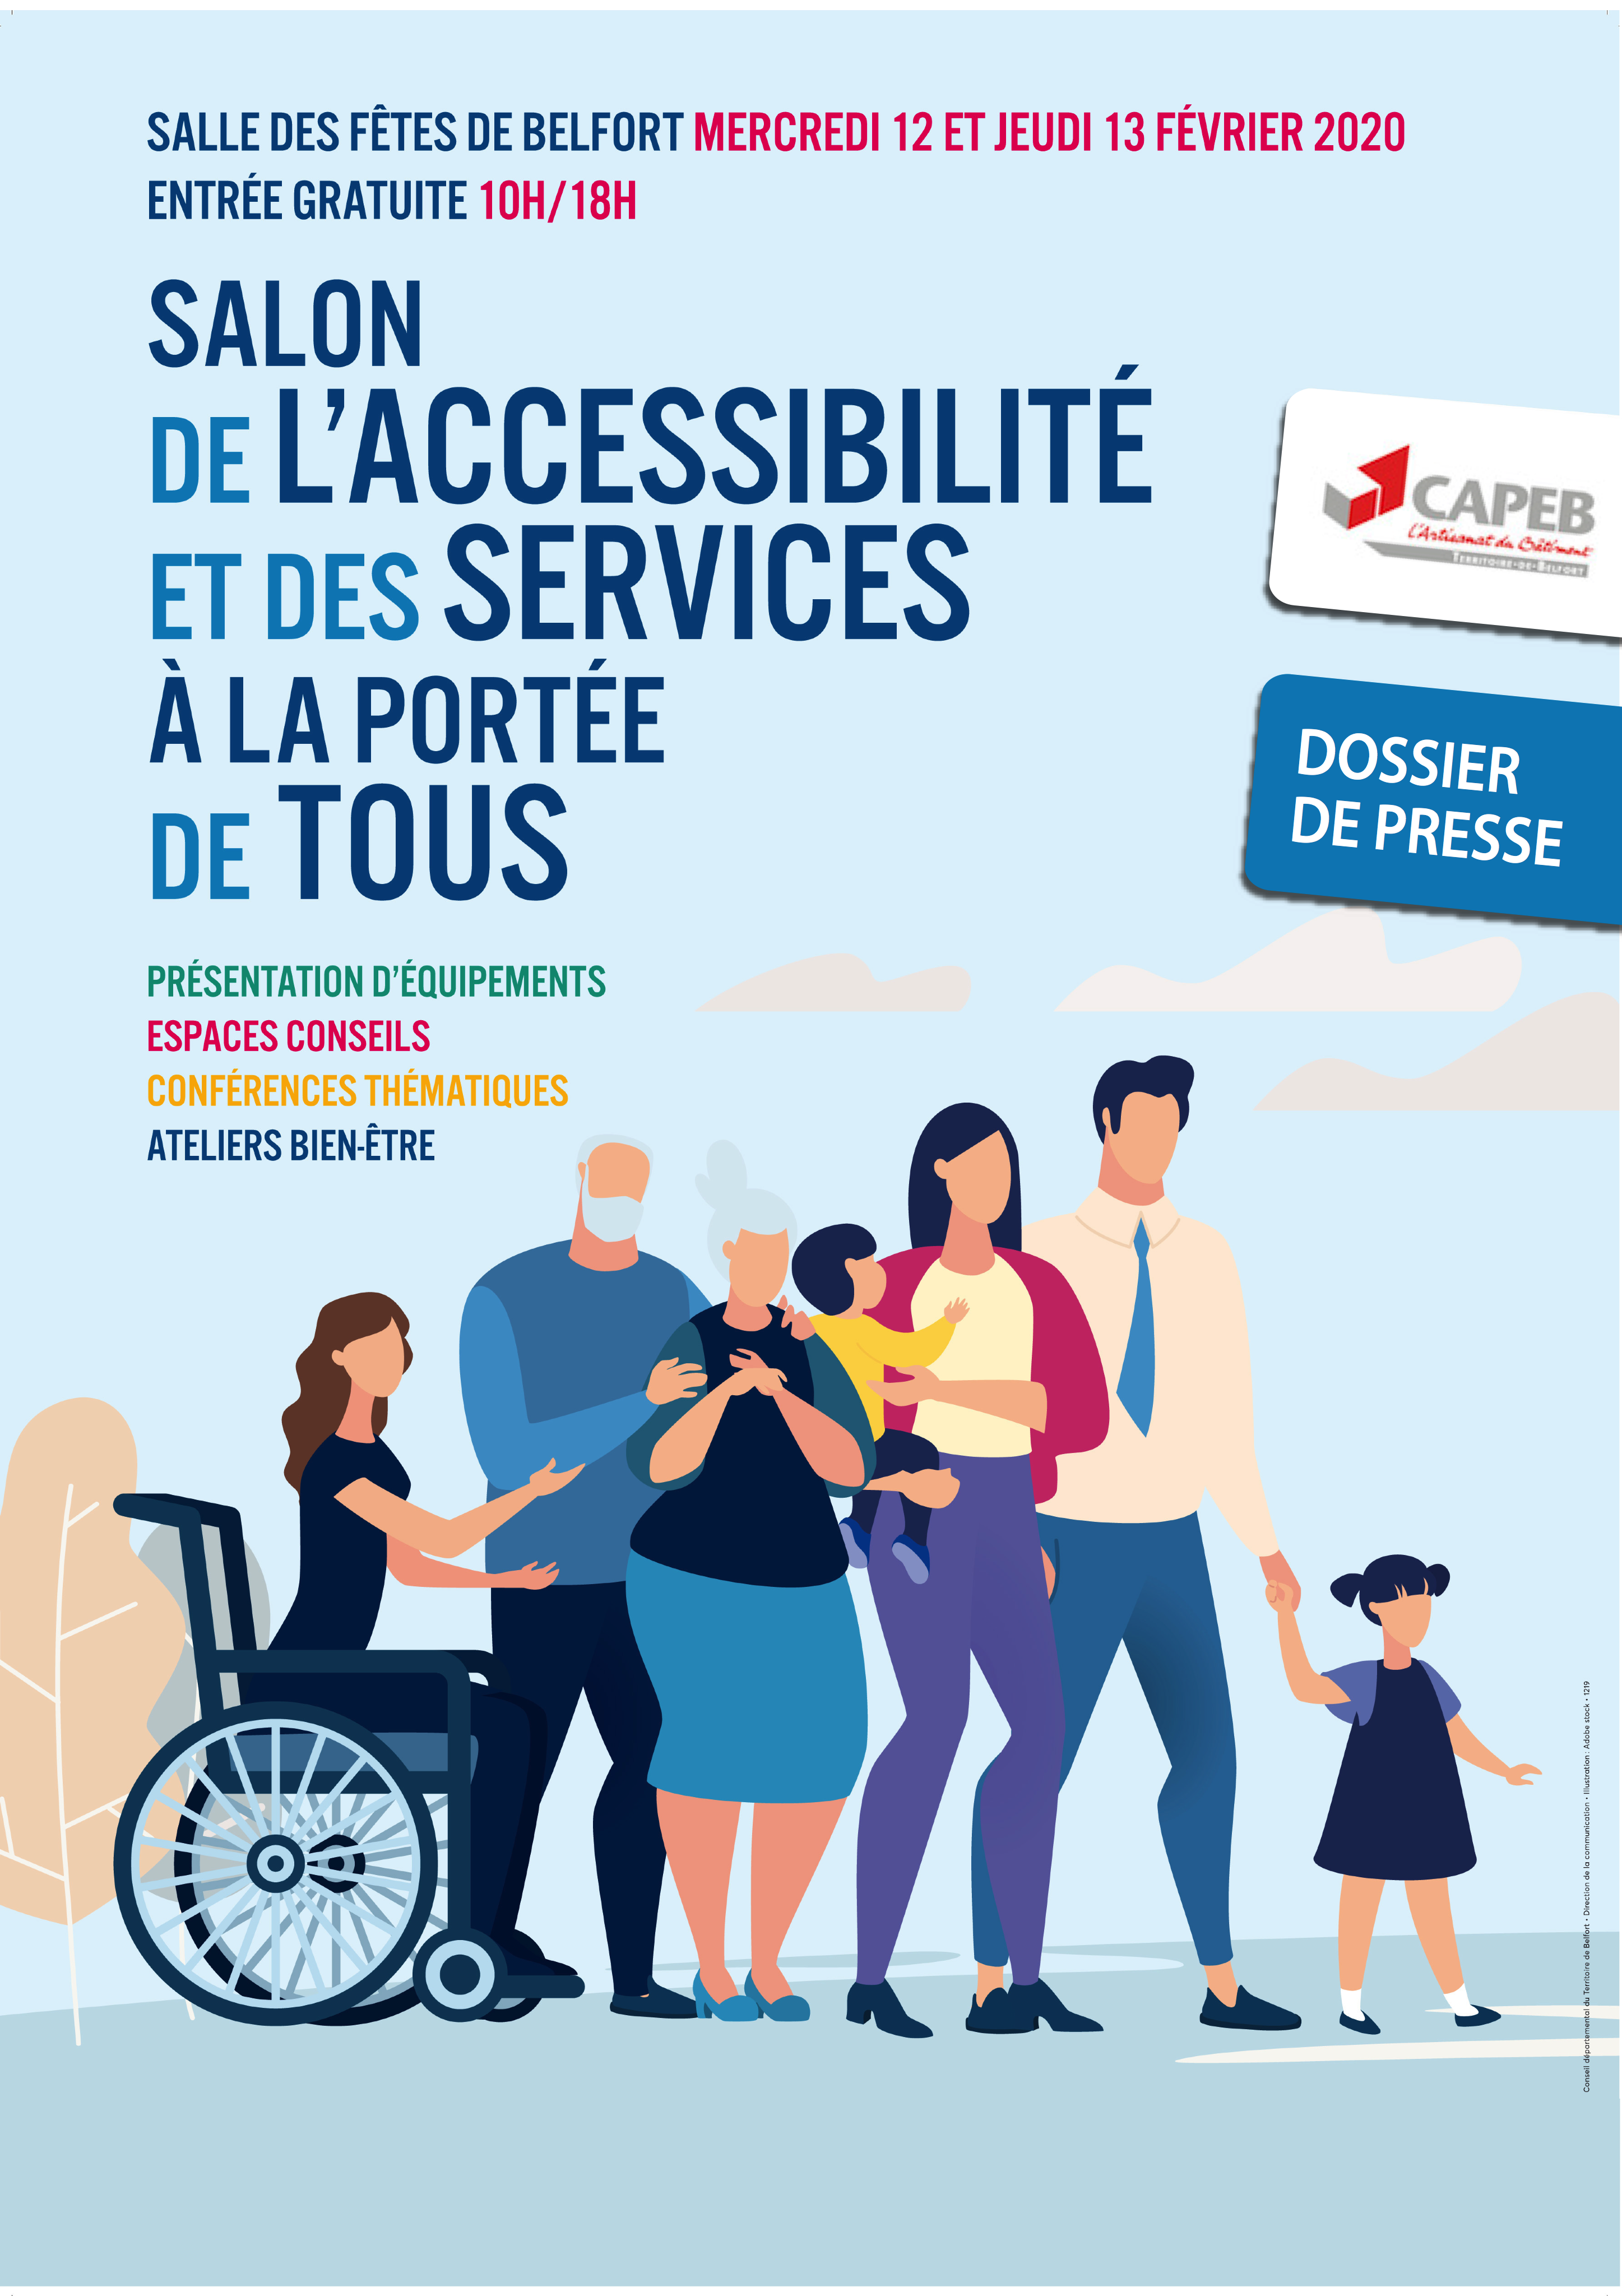 SALLE DES FÊTES DE BELFORT MERCREDI 12 ET JEUDI 13 FÉVRIER 2020
ENTRÉE GRATUITE 10H/18H
SALON
DE L’ACCESSIBILITÉ
ET DES SERVICES
À LA PORTÉE
DE TOUS
CAPEB
l'Artisanat du Bâtiment
TERRITOIRE-DE-BELFORT
DOSSIER
DE PRESSE
PRÉSENTATION D’ÉQUIPEMENTS
ESPACES CONSEILS
CONFÉRENCES THÉMATIQUES
ATELIERS BIEN-ÊTRE
Conseil départemental du Territoire de Belfort • Direction de la communication • Illustration : Adobe stock • 1219